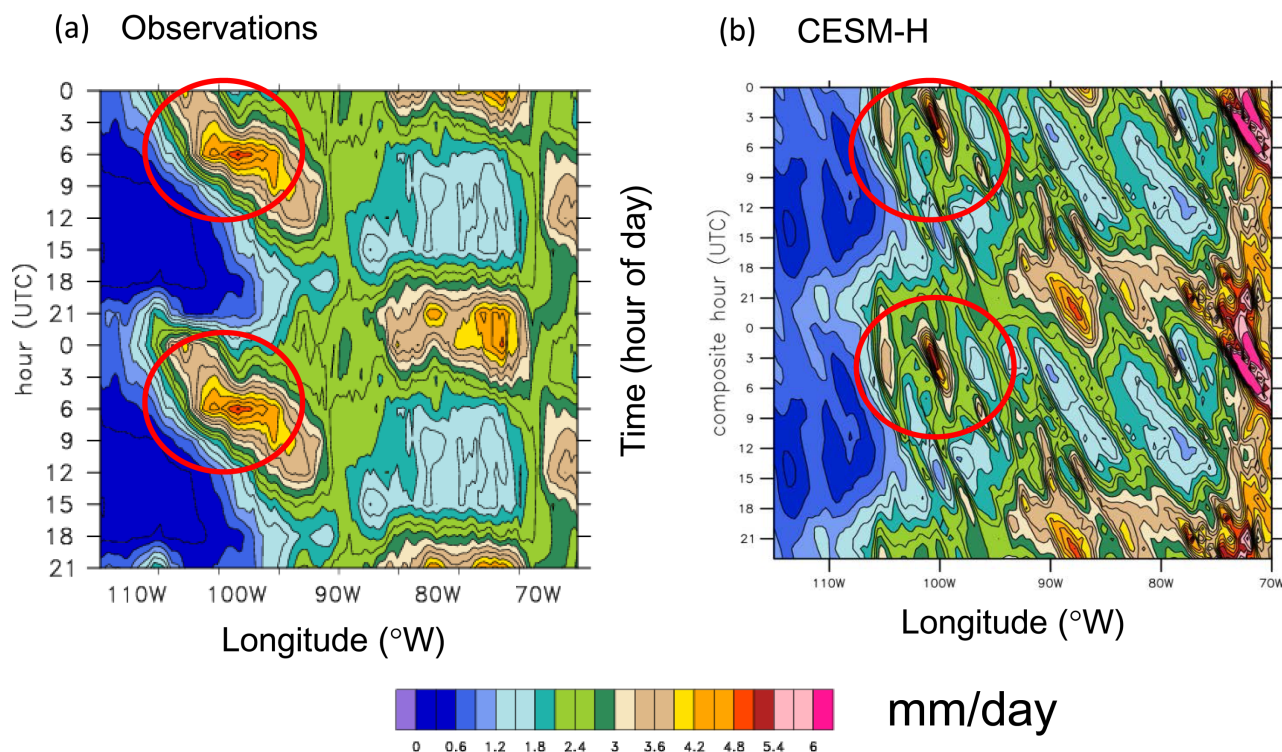 (a) Observations
(b) CESM-H
0
3
6
9
12
15
18
21
0
3
6
9
12
15
18
21
hour (UTC)
110W 100W 90W 80W 70W
Longitude (°W)
Time (hour of day)
0
3
6
9
12
15
18
21
0
3
6
9
12
15
18
21
composite hour (UTC)
110W 100W 90W 80W 70W
Longitude (°W)
0 0.6 1.2 1.8 2.4 3 3.6 4.2 4.8 5.4 6
mm/day